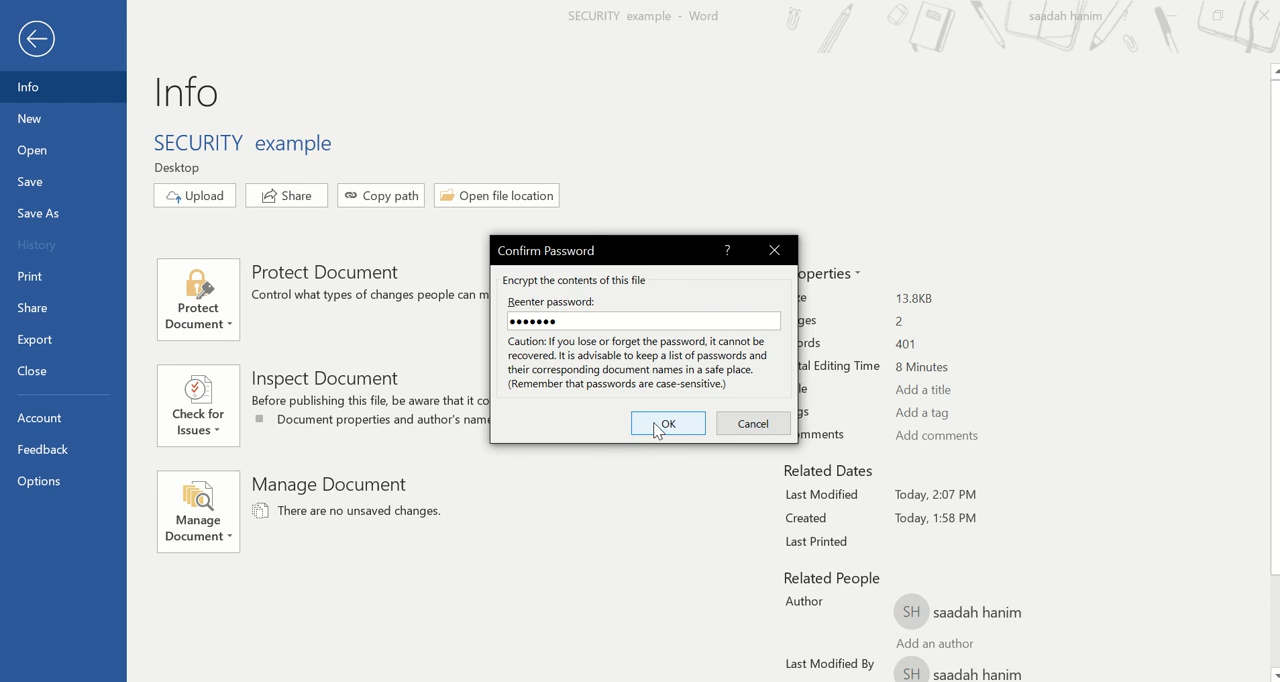 SECURITY example - Word
saadah hanim
?
Info
New
Open
Save
Save As
History
Print
Share
Export
Close
Account
Feedback
Options
Info
SECURITY example
Desktop
Upload
Share
Copy path
Open file location
Protect Document
Protect Document
Control what types of changes people can m
Check for Issues
Inspect Document
Before publishing this file, be aware that it co
Document properties and author's name
Manage Document
Manage Document
There are no unsaved changes.
Confirm Password
?
Encrypt the contents of this file
Reenter password:
•••••••
Caution: If you lose or forget the password, it cannot be
recovered. It is advisable to keep a list of passwords and
their corresponding document names in a safe place.
(Remember that passwords are case-sensitive.)
OK
Cancel
operties
ze 13.8KB
ges 2
ords 401
tal Editing Time 8 Minutes
le Add a title
gs Add a tag
mments Add comments
Related Dates
Last Modified Today, 2:07 PM
Created Today, 1:58 PM
Last Printed
Related People
Author
SH saadah hanim
Add an author
Last Modified By
SH saadah hanim